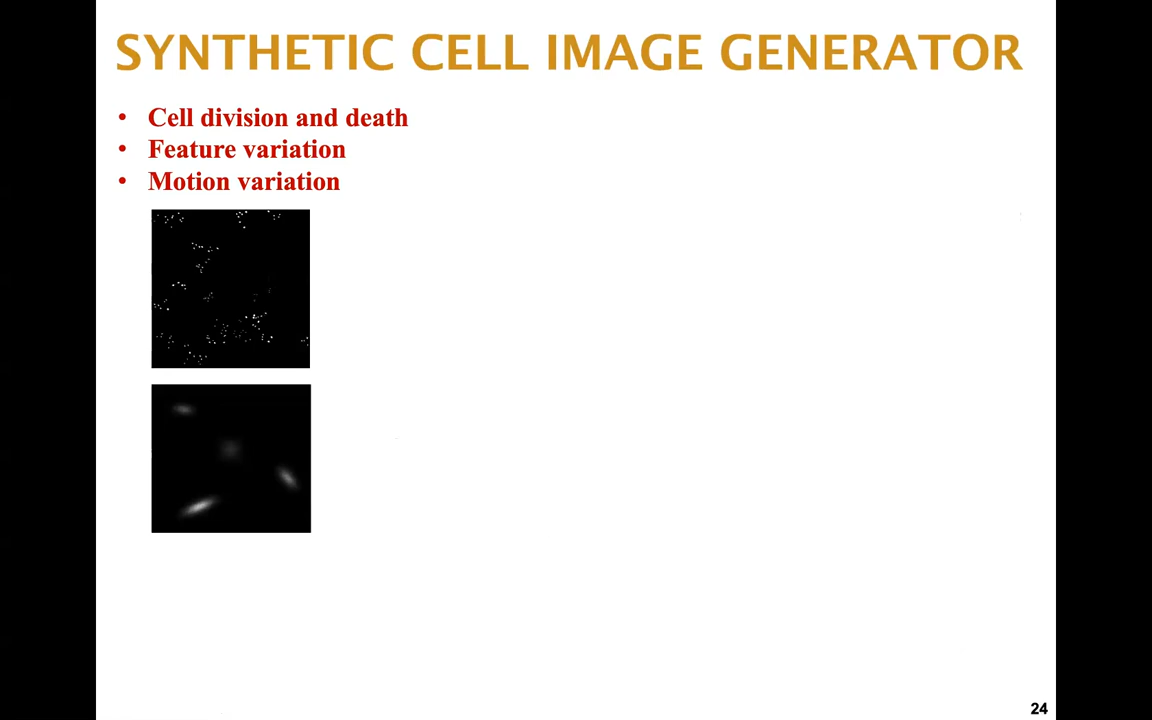 SYNTHETIC CELL IMAGE GENERATOR
• Cell division and death
• Feature variation
• Motion variation
24